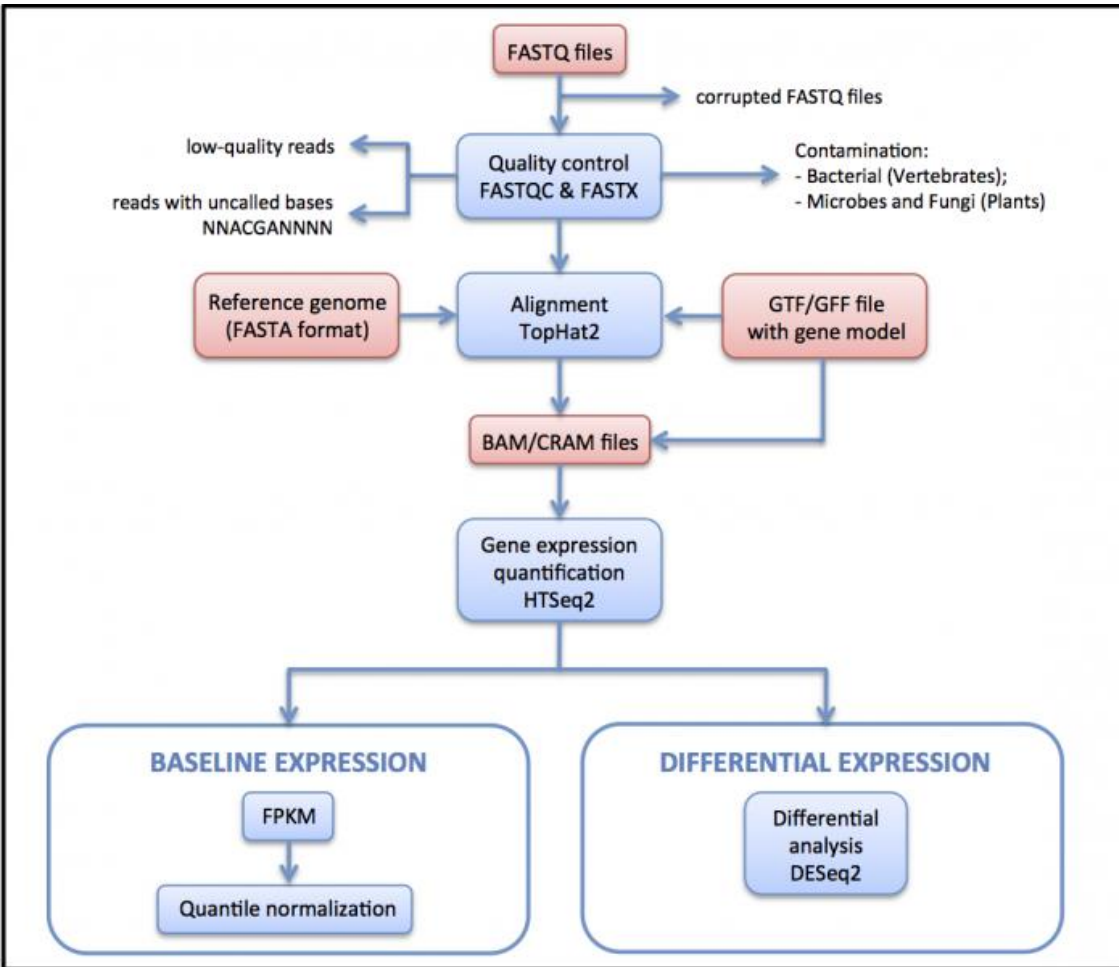 FASTQ files
corrupted FASTQ files
low-quality reads
reads with uncalled bases
NNACGANNNN
Quality control
FASTQC & FASTX
Contamination:
- Bacterial (Vertebrates);
- Microbes and Fungi (Plants)
Reference genome
(FASTA format)
Alignment
TopHat2
GTF/GFF file
with gene model
BAM/CRAM files
Gene expression
quantification
HTSeq2
BASELINE EXPRESSION
FPKM
Quantile normalization
DIFFERENTIAL EXPRESSION
Differential
analysis
DESeq2